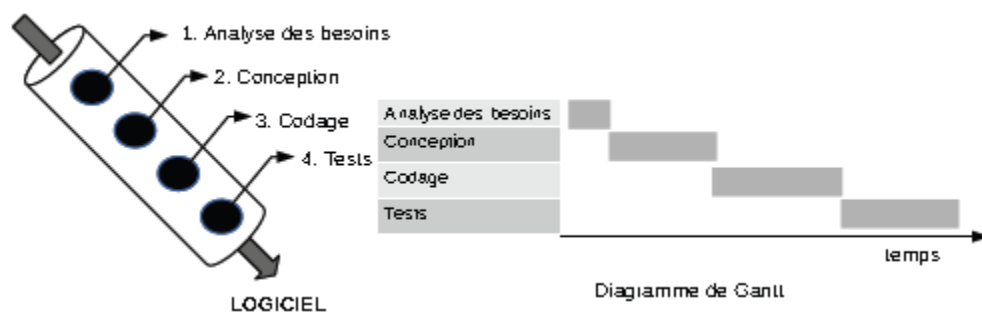 1. Analyse des besoins
2. Conception
3. Codage
4. Tests
LOGICIEL
Analyse des besoins
Conception
Codage
Tests
temps
Diagramme de Gantt